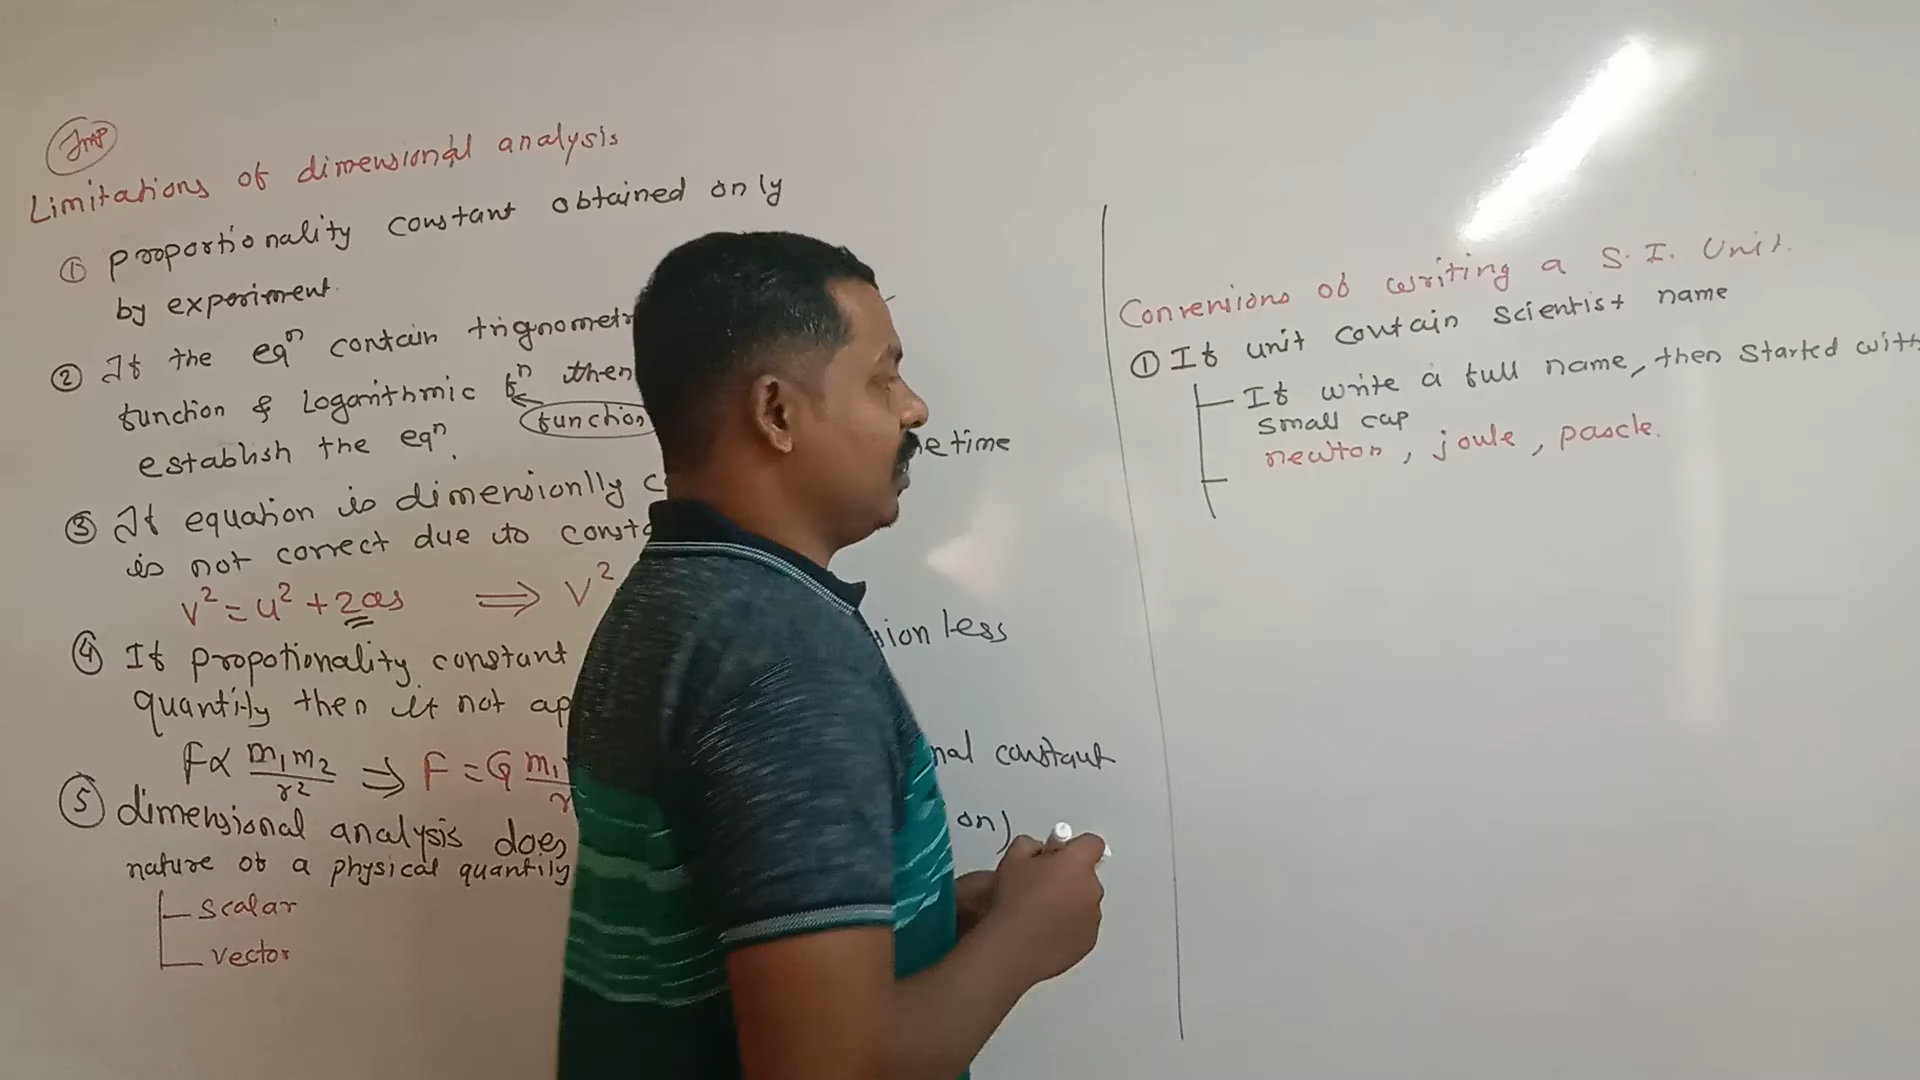 Imp
Limitations of dimensional analysis
① proportionality constant obtained only
by experiment.
② If the eqⁿ contain trignometr
function & Logarithmic fⁿ then
function
establish the eqⁿ.
③ If equation is dimensionlly c
etime
is not correct due to consta
v² = u² + 2as ⇒ v²
④ If propotionality constant
sion less
quantity then it not ap
F∝ m₁m₂/r² ⇒ F = G m₁
nal constant
⑤ dimensional analysis does
on)
nature of a physical quantity
scalar
vector
Convensions of writing a S.I. Unit.
① If unit contain scientist name
If write a full name, then started with
small cap
newton, joule, pascle.